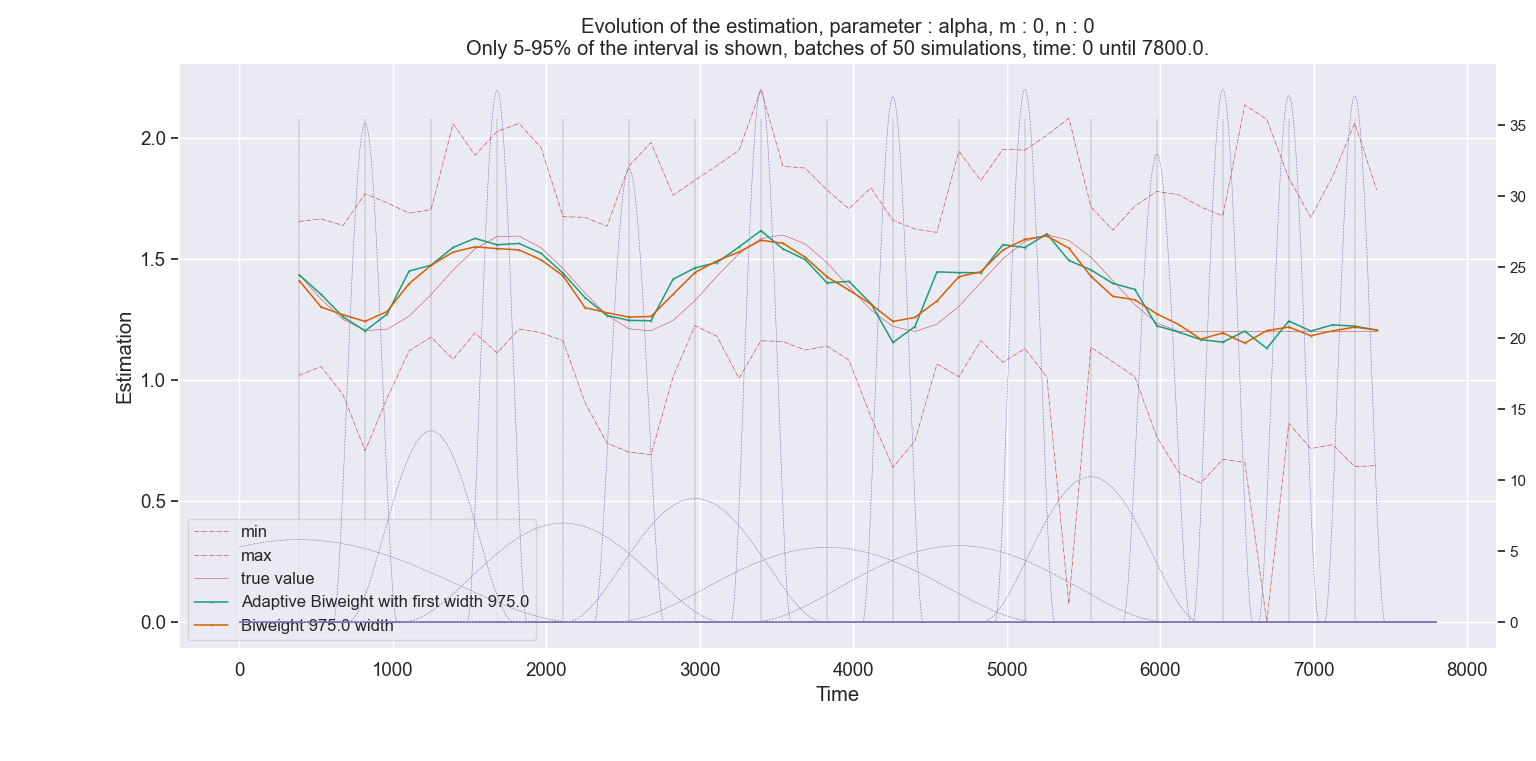 Evolution of the estimation, parameter : alpha, m : 0, n : 0
Only 5-95% of the interval is shown, batches of 50 simulations, time: 0 until 7800.0.
2.0
1.5
1.0
0.5
0.0
Estimation
35
30
25
20
15
10
5
0
min
max
true value
Adaptive Biweight with first width 975.0
Biweight 975.0 width
0 1000 2000 3000 4000 5000 6000 7000 8000
Time